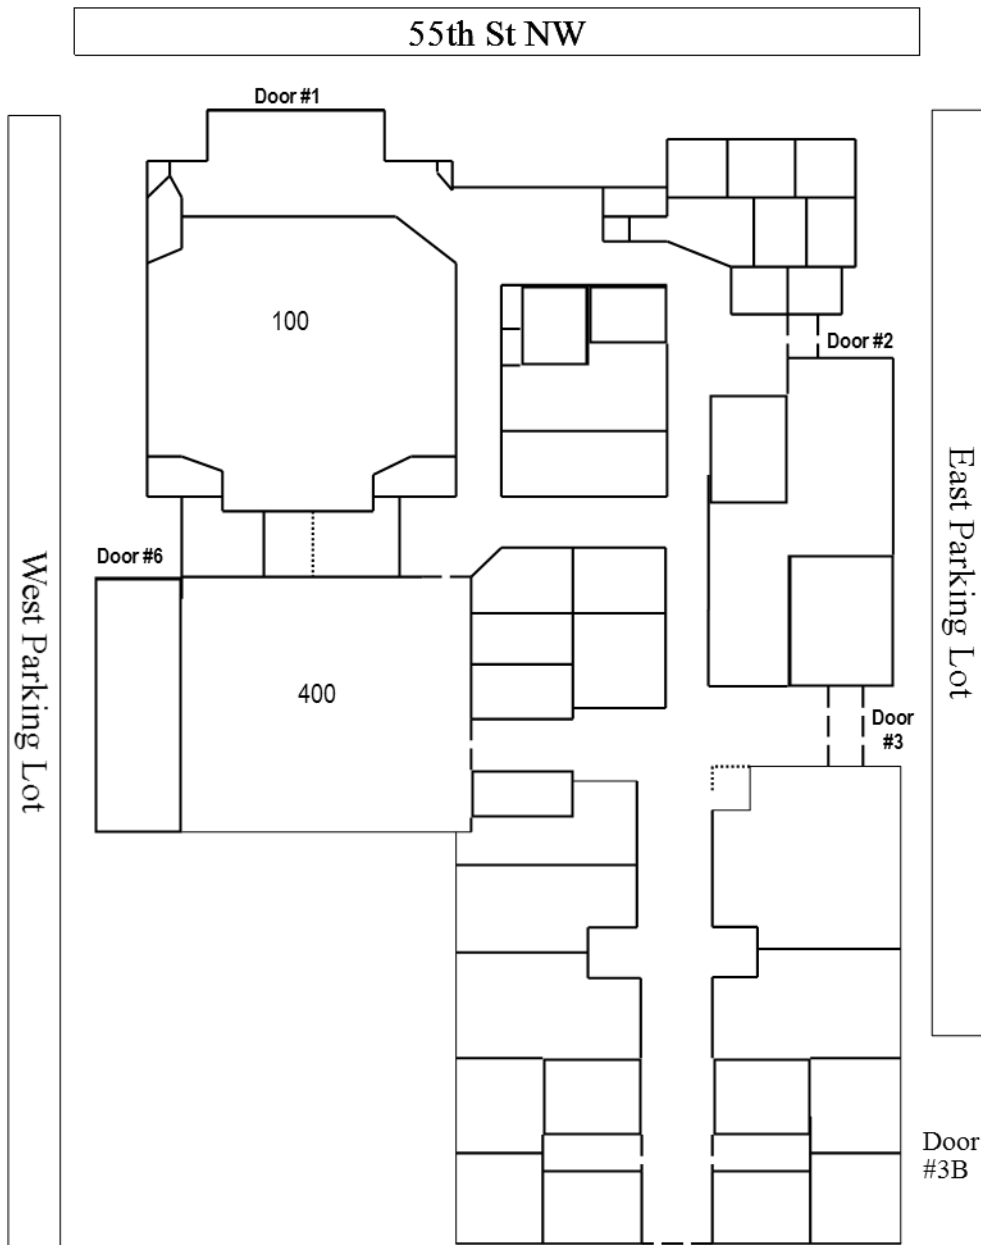 55th St NW
Door #1
100
Door #2
East Parking Lot
Door #6
West Parking Lot
400
Door
#3
Door
#3B